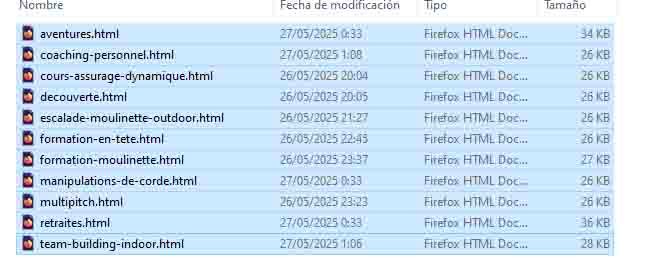 Nombre Fecha de modificación Tipo Tamaño
aventures.html 27/05/2025 0:33 Firefox HTML Doc... 34 KB
coaching-personnel.html 27/05/2025 1:08 Firefox HTML Doc... 26 KB
cours-assurage-dynamique.html 26/05/2025 20:04 Firefox HTML Doc... 26 KB
decouverte.html 26/05/2025 20:05 Firefox HTML Doc... 26 KB
escalade-moulinette-outdoor.html 26/05/2025 21:27 Firefox HTML Doc... 26 KB
formation-en-tete.html 26/05/2025 22:45 Firefox HTML Doc... 26 KB
formation-moulinette.html 26/05/2025 23:37 Firefox HTML Doc... 27 KB
manipulations-de-corde.html 27/05/2025 0:33 Firefox HTML Doc... 26 KB
multipitch.html 26/05/2025 23:23 Firefox HTML Doc... 26 KB
retraites.html 27/05/2025 0:33 Firefox HTML Doc... 36 KB
team-building-indoor.html 27/05/2025 1:06 Firefox HTML Doc... 28 KB